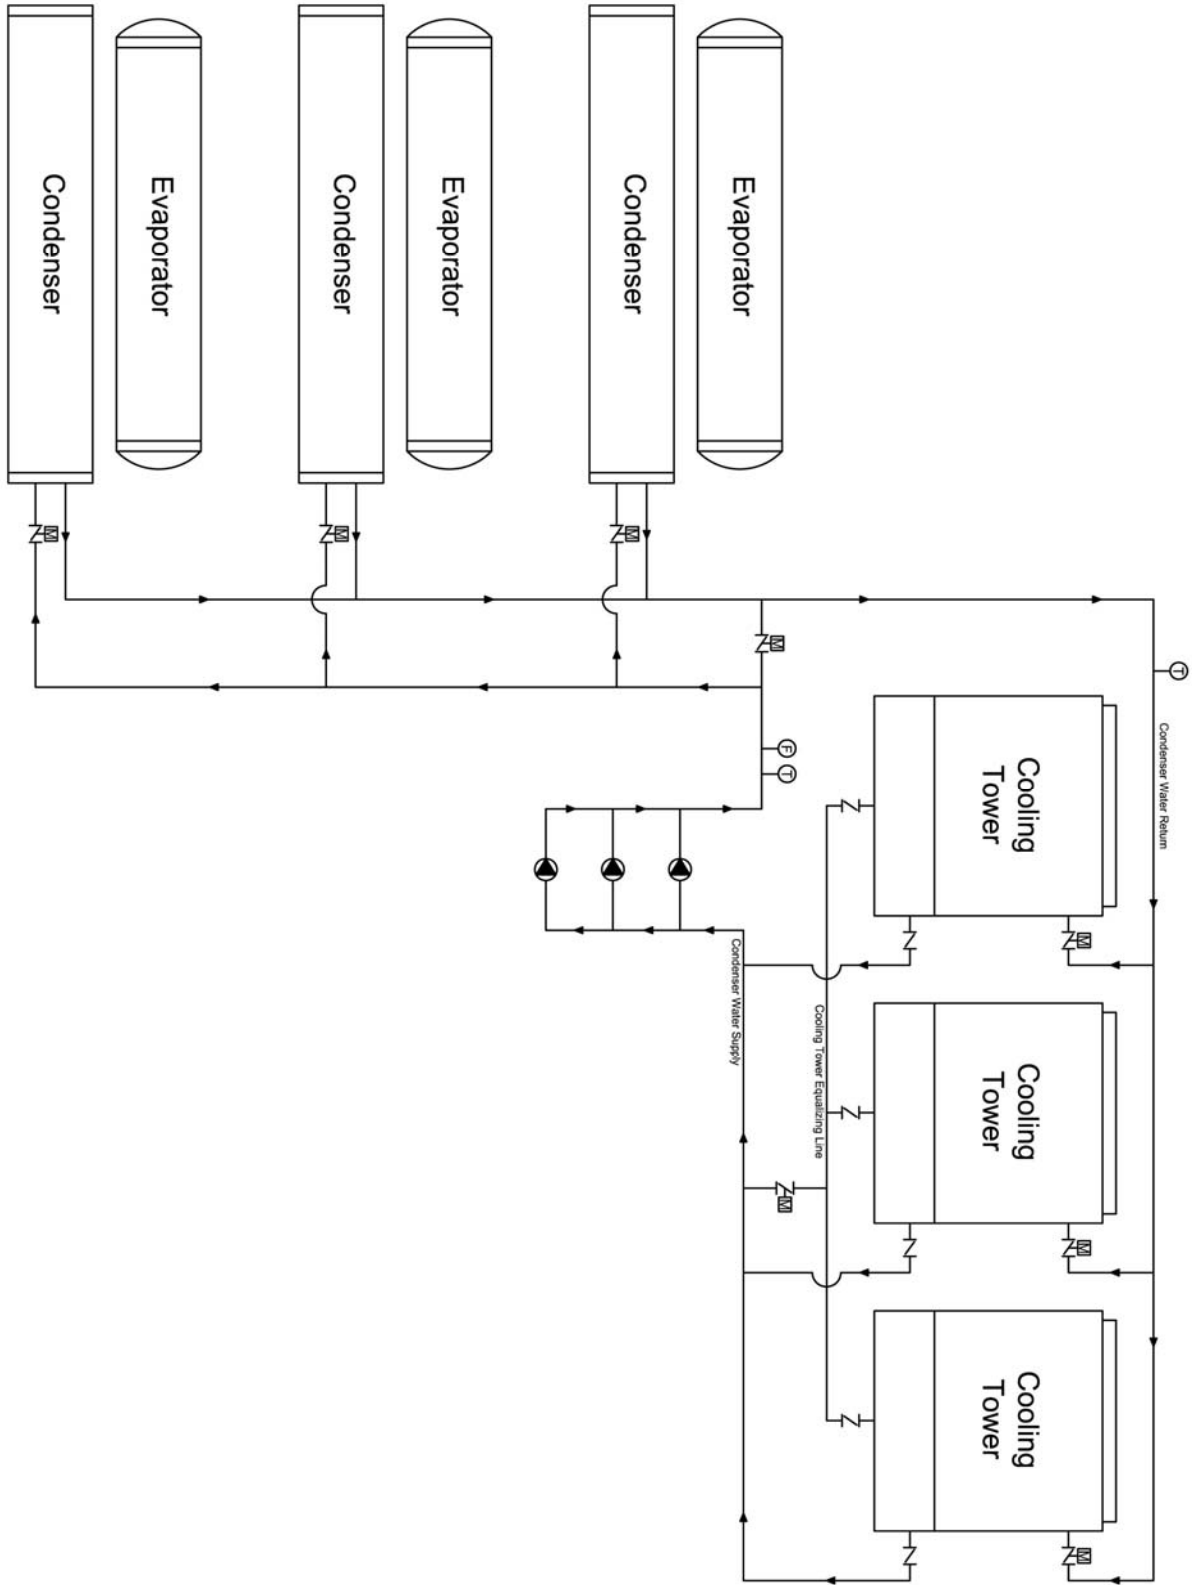 T
Condenser Water Return
M
M
M
Cooling
Tower
Cooling
Tower
Cooling
Tower
Cooling Tower Equalizing Line
M
F
T
M
Evaporator
Condenser Water Supply
Condenser
M
Evaporator
Condenser
M
Evaporator
Condenser
M